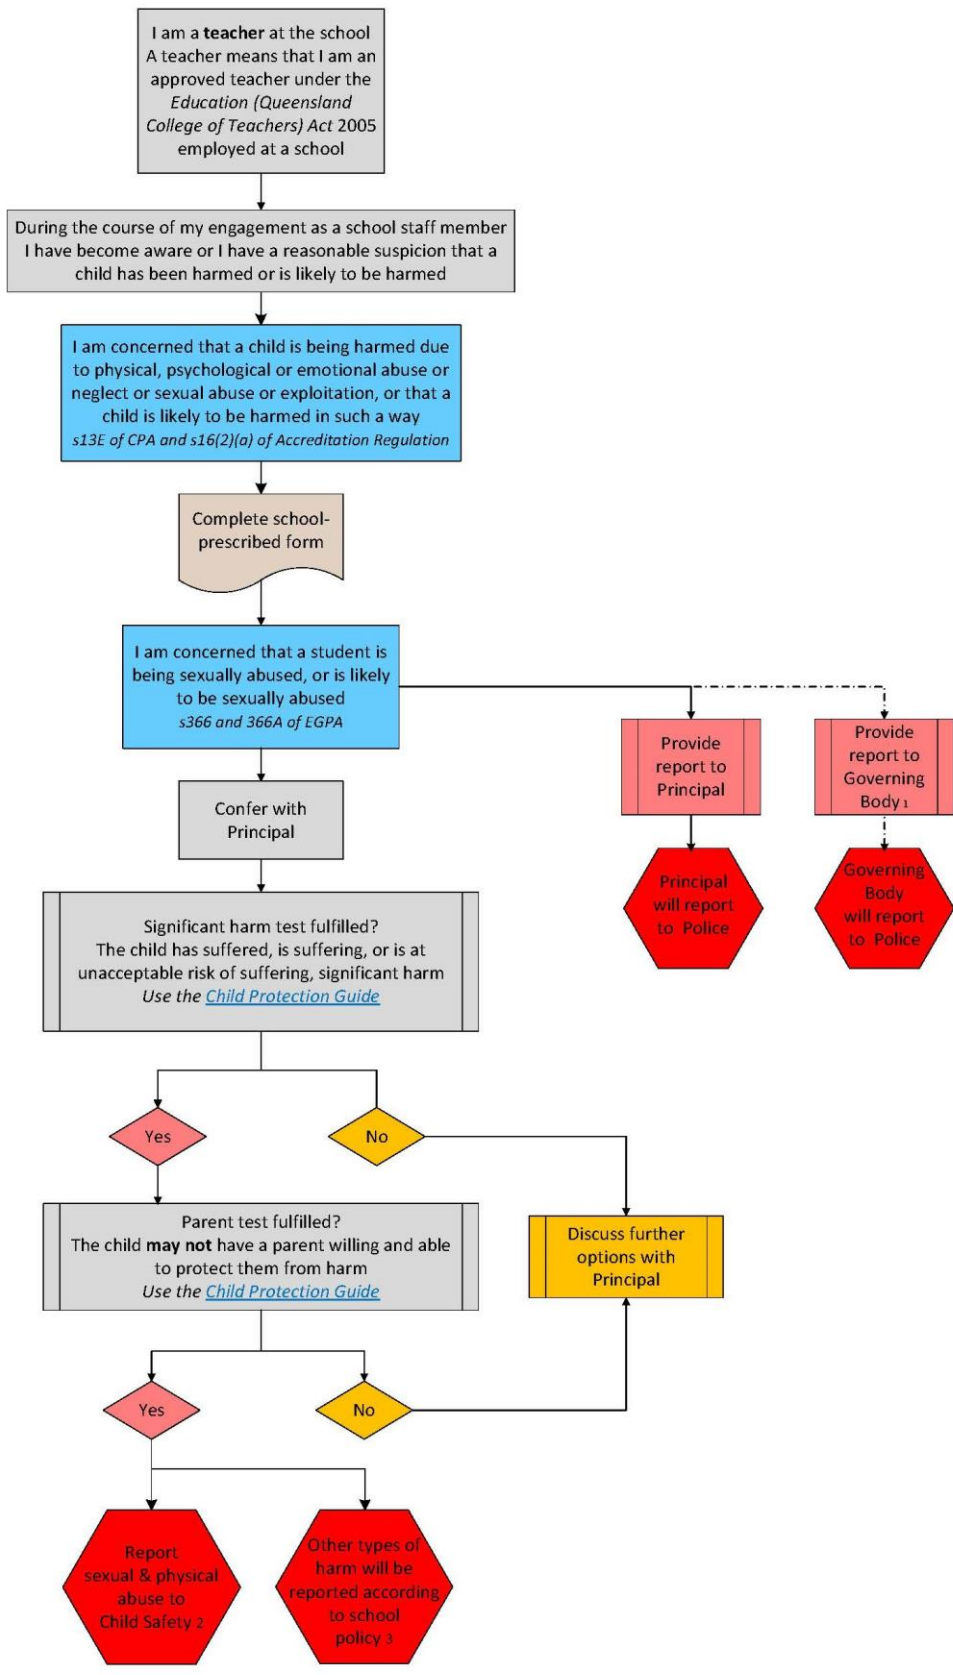 I am a teacher at the school
A teacher means that I am an
approved teacher under the
Education (Queensland
College of Teachers) Act 2005
employed at a school
During the course of my engagement as a school staff member
I have become aware or I have a reasonable suspicion that a
child has been harmed or is likely to be harmed
I am concerned that a child is being harmed due
to physical, psychological or emotional abuse or
neglect or sexual abuse or exploitation, or that a
child is likely to be harmed in such a way
s13E of CPA and s16(2)(a) of Accreditation Regulation
Complete school-
prescribed form
I am concerned that a student is
being sexually abused, or is likely
to be sexually abused
s366 and 366A of EGPA
Provide
report to
Principal
Provide
report to
Governing
Body 1
Confer with
Principal
Principal
will report
to Police
Governing
Body
will report
to Police
Significant harm test fulfilled?
The child has suffered, is suffering, or is at
unacceptable risk of suffering, significant harm
Use the Child Protection Guide
Yes
No
Parent test fulfilled?
The child may not have a parent willing and able
to protect them from harm
Use the Child Protection Guide
Discuss further
options with
Principal
Yes
No
Report
sexual & physical
abuse to
Child Safety 2
Other types of
harm will be
reported according
to school
policy 3